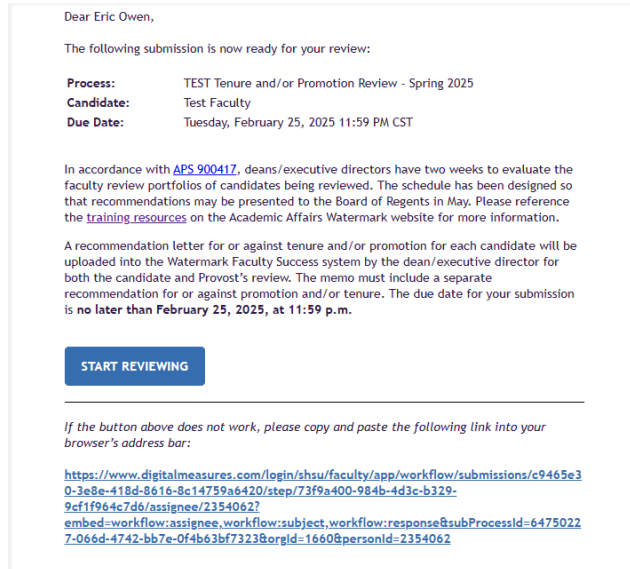 Dear Eric Owen,
The following submission is now ready for your review:
Process: TEST Tenure and/or Promotion Review - Spring 2025
Candidate: Test Faculty
Due Date: Tuesday, February 25, 2025 11:59 PM CST
In accordance with APS 900417, deans/executive directors have two weeks to evaluate the
faculty review portfolios of candidates being reviewed. The schedule has been designed so
that recommendations may be presented to the Board of Regents in May. Please reference
the training resources on the Academic Affairs Watermark website for more information.
A recommendation letter for or against tenure and/or promotion for each candidate will be
uploaded into the Watermark Faculty Success system by the dean/executive director for
both the candidate and Provost's review. The memo must include a separate
recommendation for or against promotion and/or tenure. The due date for your submission
is no later than February 25, 2025, at 11:59 p.m.
START REVIEWING
If the button above does not work, please copy and paste the following link into your
browser's address bar:
https://www.digitalmeasures.com/login/shsu/faculty/app/workflow/submissions/c9465e3
0-3e8e-418d-8616-8c14759a6420/step/73f9a400-984b-4d3c-b329-
9cf1f964c7d6/assignee/2354062?
embed=workflow:assignee,workflow:subject,workflow:response&subProcessId=6475022
7-066d-4742-bb7e-0f4b63bf7323&orgId=1660&personId=2354062